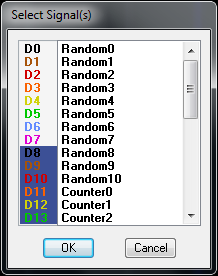 Select Signal(s)
D0 Random0
D1 Random1
D2 Random2
D3 Random3
D4 Random4
D5 Random5
D6 Random6
D7 Random7
D8 Random8
D9 Random9
D10 Random10
D11 Counter0
D12 Counter1
D13 Counter2
OK Cancel